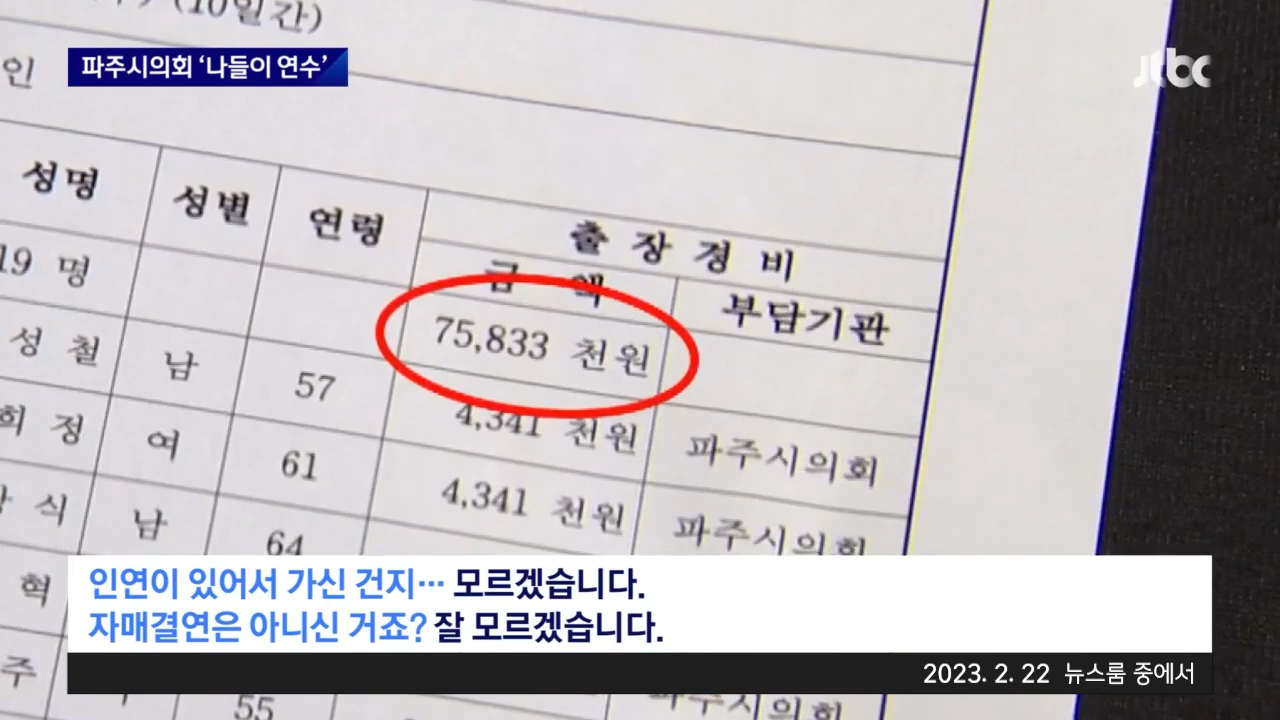 (10일간)
파주시의회 ‘나들이 연수’
jtbc
인
성명 성별 연령 출 장 경 비
금 액 부담기관
19 명 75,833 천원
성 철 남 57 4,341 천원 파주시의회
희 정 여 61 4,341 천원 파주시의회
식 남 64
혁
주 55 파주시의회
인연이 있어서 가신 건지… 모르겠습니다.
자매결연은 아니신 거죠? 잘 모르겠습니다.
2023. 2. 22 뉴스룸 중에서